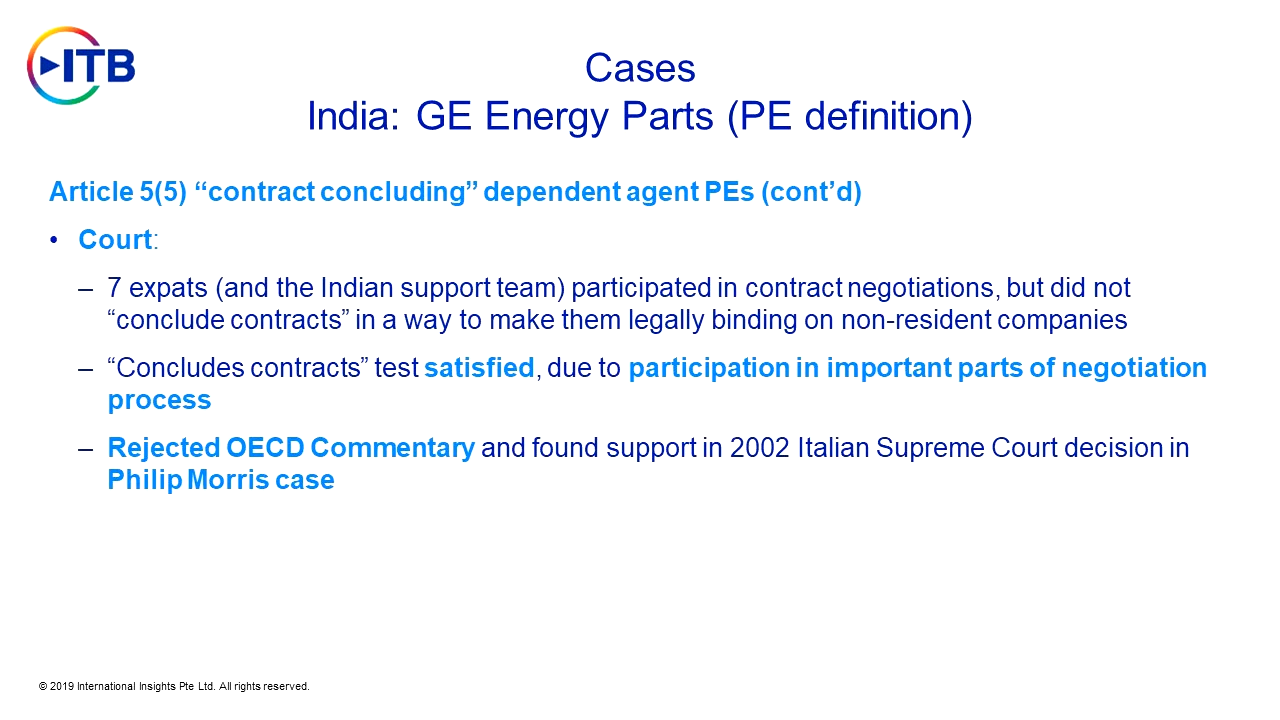 ITB
Cases
India: GE Energy Parts (PE definition)
Article 5(5) “contract concluding” dependent agent PEs (cont’d)
• Court:
– 7 expats (and the Indian support team) participated in contract negotiations, but did not
“conclude contracts” in a way to make them legally binding on non-resident companies
– “Concludes contracts” test satisfied, due to participation in important parts of negotiation
process
– Rejected OECD Commentary and found support in 2002 Italian Supreme Court decision in
Philip Morris case
© 2019 International Insights Pte Ltd. All rights reserved.